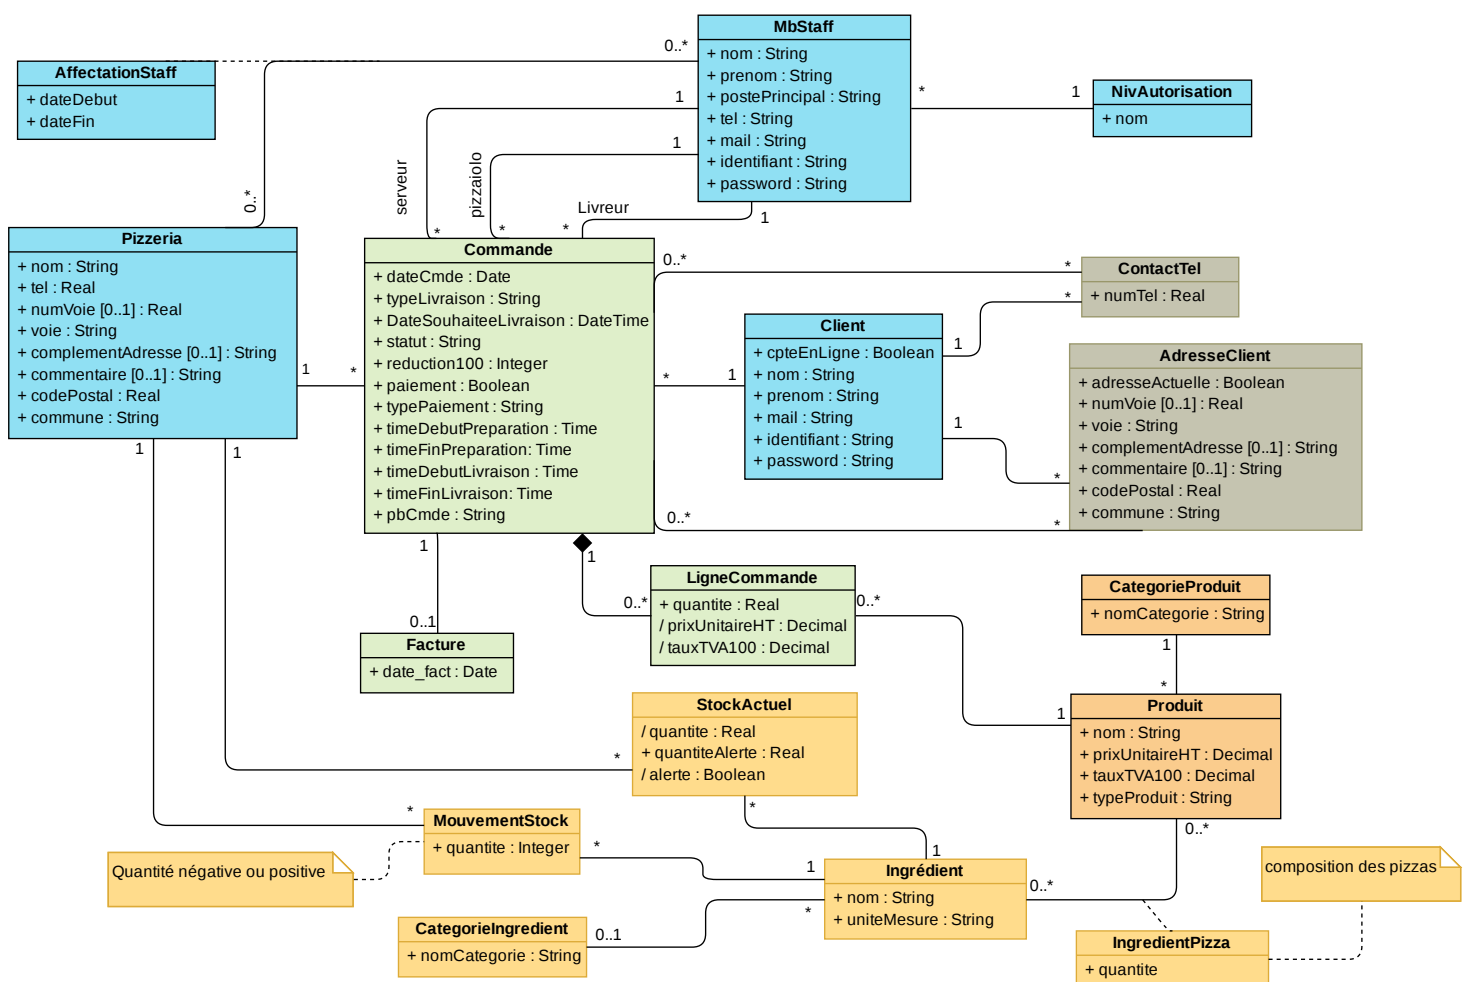 MbStaff
+ nom : String
+ prenom : String
+ postePrincipal : String
+ tel : String
+ mail : String
+ identifiant : String
+ password : String
0..*
1
1
1
*
1
NivAutorisation
+ nom
AffectationStaff
+ dateDebut
+ dateFin
0..*
serveur
pizzaiolo
Livreur
*
*
*
Pizzeria
+ nom : String
+ tel : Real
+ numVoie [0..1] : Real
+ voie : String
+ complementAdresse [0..1] : String
+ commentaire [0..1] : String
+ codePostal : Real
+ commune : String
1
*
1
1
Commande
+ dateCmde : Date
+ typeLivraison : String
+ DateSouhaiteeLivraison : DateTime
+ statut : String
+ reduction100 : Integer
+ paiement : Boolean
+ typePaiement : String
+ timeDebutPreparation : Time
+ timeFinPreparation: Time
+ timeDebutLivraison : Time
+ timeFinLivraison: Time
+ pbCmde : String
0..*
*
ContactTel
+ numTel : Real
*
1
*
1
Client
+ cpteEnLigne : Boolean
+ nom : String
+ prenom : String
+ mail : String
+ identifiant : String
+ password : String
1
*
AdresseClient
+ adresseActuelle : Boolean
+ numVoie [0..1] : Real
+ voie : String
+ complementAdresse [0..1] : String
+ commentaire [0..1] : String
+ codePostal : Real
+ commune : String
0..*
*
1
0..1
Facture
+ date_fact : Date
1
0..*
LigneCommande
+ quantite : Real
/ prixUnitaireHT : Decimal
/ tauxTVA100 : Decimal
0..*
1
CategorieProduit
+ nomCategorie : String
1
*
Produit
+ nom : String
+ prixUnitaireHT : Decimal
+ tauxTVA100 : Decimal
+ typeProduit : String
0..*
StockActuel
/ quantite : Real
+ quantiteAlerte : Real
/ alerte : Boolean
*
*
1
*
MouvementStock
+ quantite : Integer
*
1
Quantité négative ou positive
Ingrédient
+ nom : String
+ uniteMesure : String
0..*
*
CategorieIngredient
+ nomCategorie : String
0..1
composition des pizzas
IngredientPizza
+ quantite